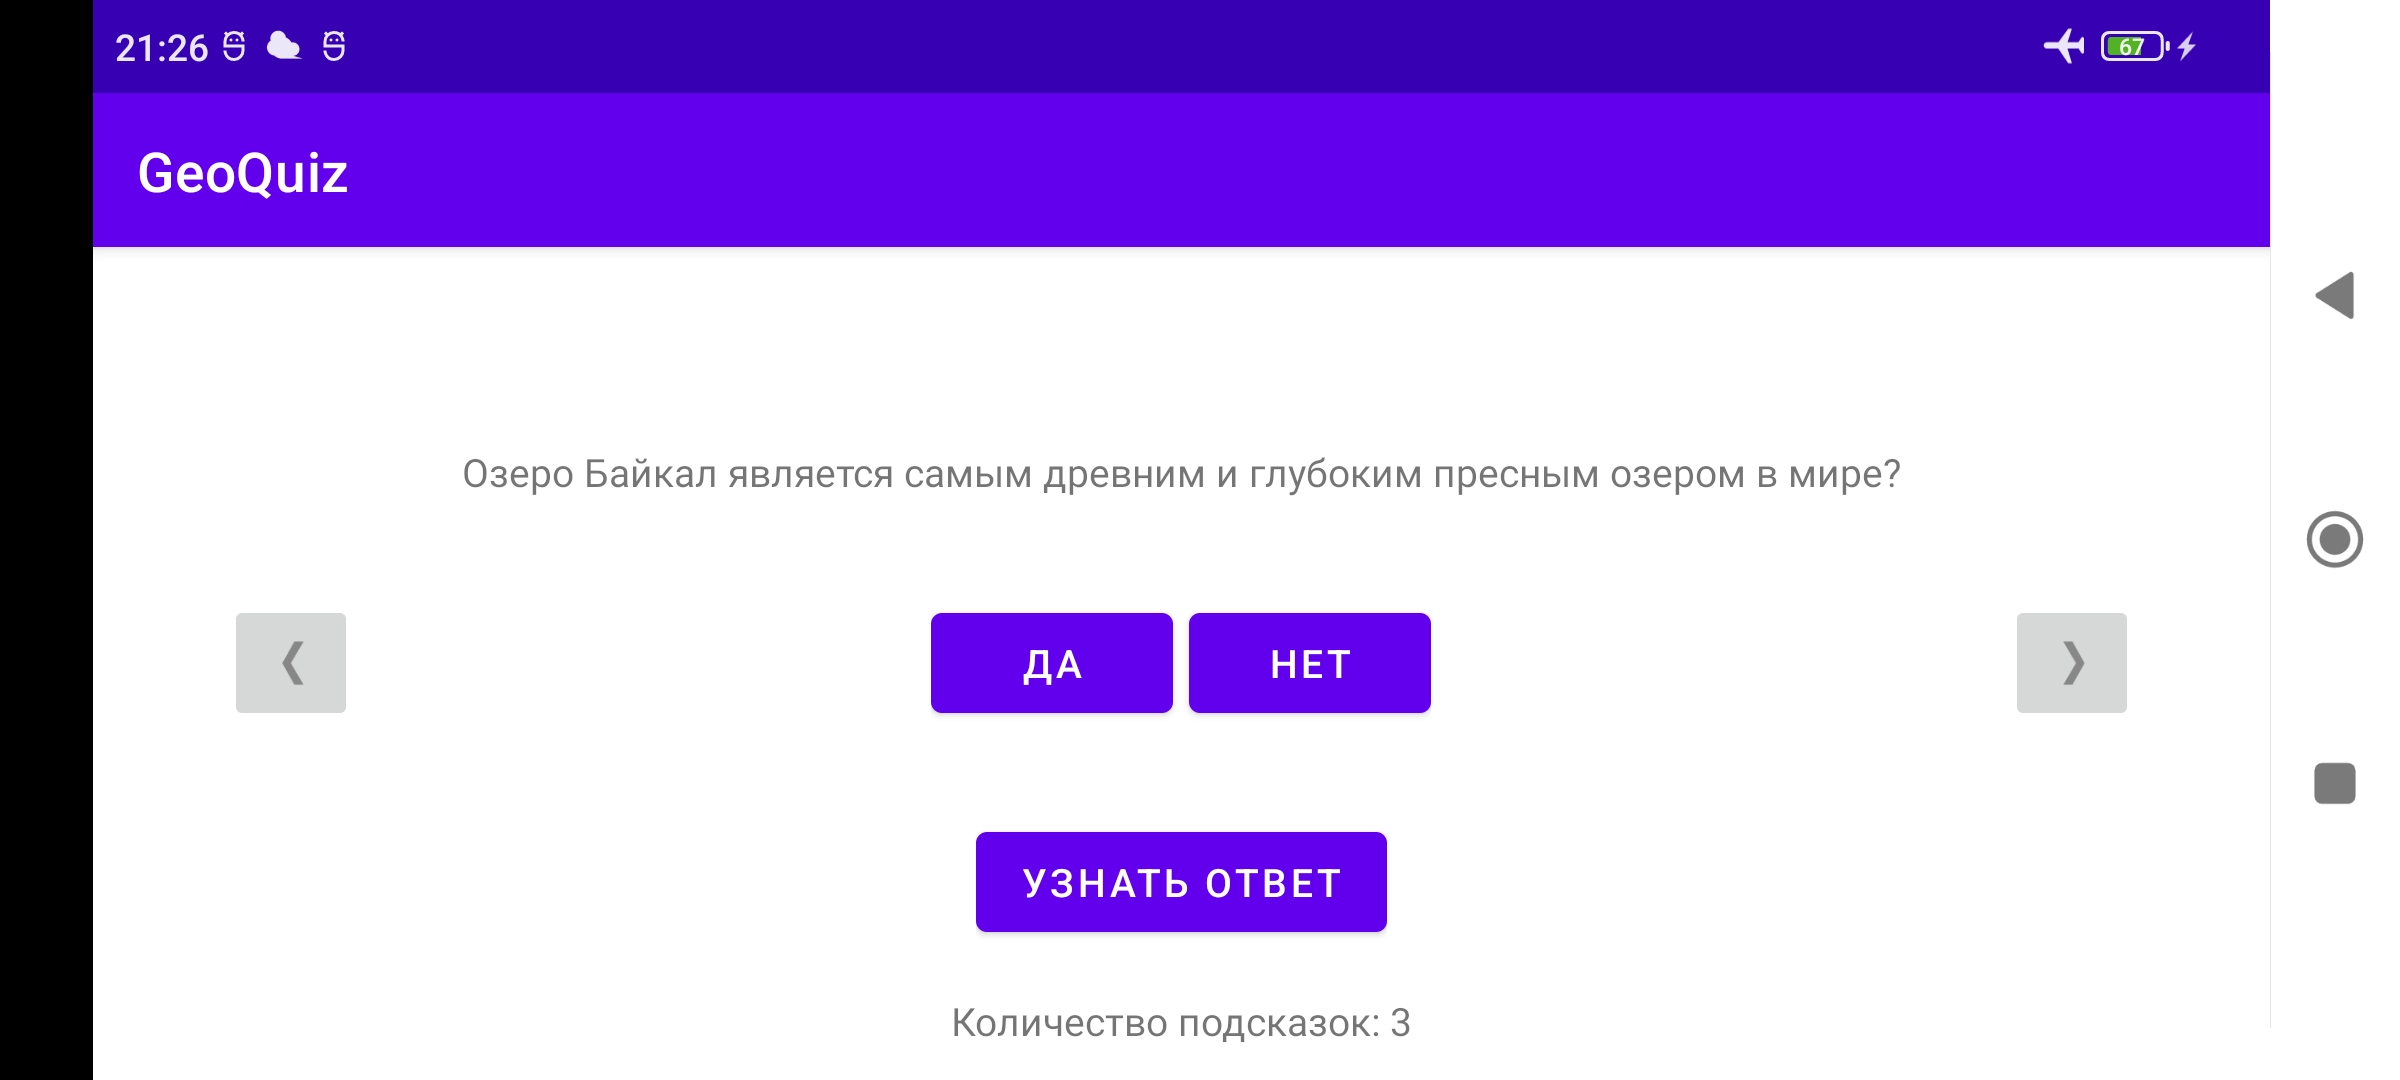 21:26
67
GeoQuiz
Озеро Байкал является самым древним и глубоким пресным озером в мире?
❮ ДА НЕТ ❯
УЗНАТЬ ОТВЕТ
Количество подсказок: 3